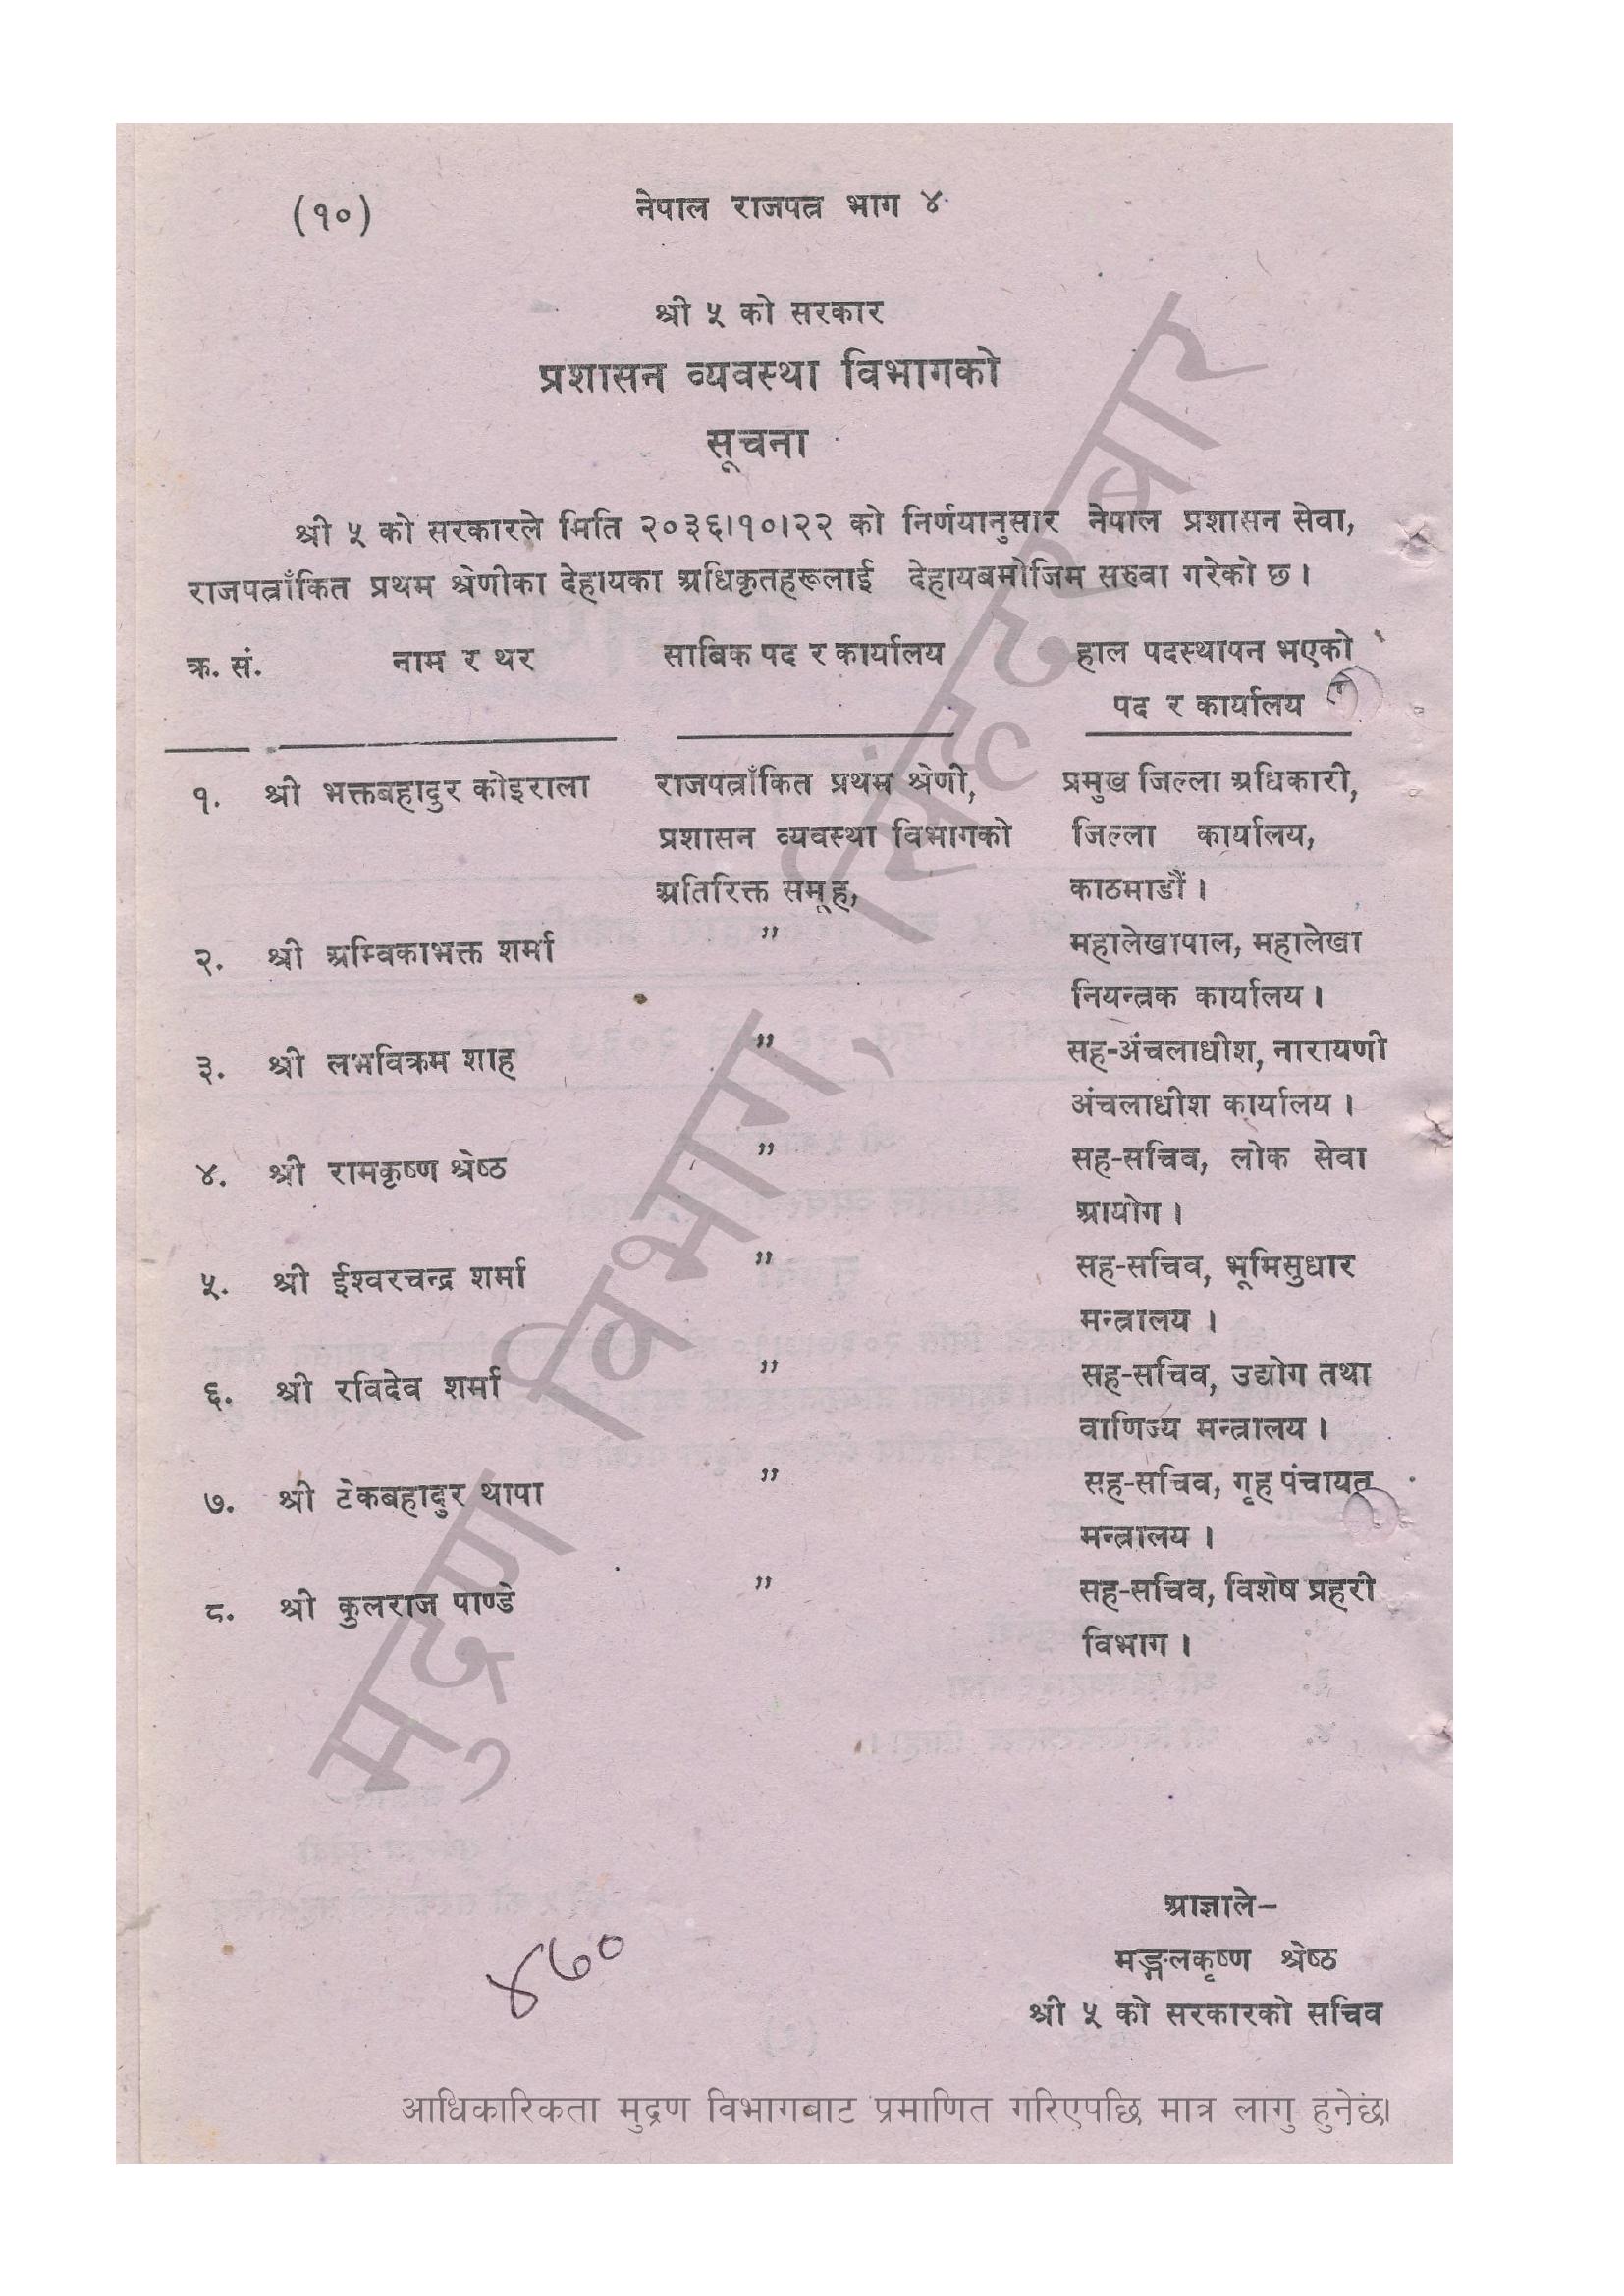 (१०) नेपाल राजपत्र भाग ४
श्री ५ को सरकार
प्रशासन व्यवस्था विभागको
सूचना
श्री ५ को सरकारले मिति २०३६।१०।२२ को निर्णयानुसार नेपाल प्रशासन सेवा,
राजपत्राँकित प्रथम श्रेणीका देहायका अधिकृतहरूलाई देहायबमोजिम सरुवा गरेको छ ।
क्र. सं. नाम र थर साबिक पद र कार्यालय हाल पदस्थापन भएको
पद र कार्यालय
१. श्री भक्तबहादुर कोइराला राजपत्राँकित प्रथम श्रेणी, प्रमुख जिल्ला अधिकारी,
प्रशासन व्यवस्था विभागको जिल्ला कार्यालय,
अतिरिक्त समूह, काठमाडौं ।
२. श्री अम्विकाभक्त शर्मा " महालेखापाल, महालेखा
नियन्त्रक कार्यालय ।
३. श्री लभविक्रम शाह " सह-अंचलाधीश, नारायणी
अंचलाधीश कार्यालय ।
४. श्री रामकृष्ण श्रेष्ठ " सह-सचिव, लोक सेवा
आयोग ।
५. श्री ईश्वरचन्द्र शर्मा " सह-सचिव, भूमिसुधार
मन्त्रालय ।
६. श्री रविदेव शर्मा " सह-सचिव, उद्योग तथा
वाणिज्य मन्त्रालय ।
७. श्री टेकबहादुर थापा " सह-सचिव, गृह पंचायत
मन्त्रालय ।
८. श्री कुलराज पाण्डे " सह-सचिव, विशेष प्रहरी
विभाग ।
मुद्रण विभाग, सिंहदरबार
आज्ञाले–
मङ्गलकृष्ण श्रेष्ठ
श्री ५ को सरकारको सचिव
४७०
आधिकारिकता मुद्रण विभागबाट प्रमाणित गरिएपछि मात्र लागु हुनेछ।